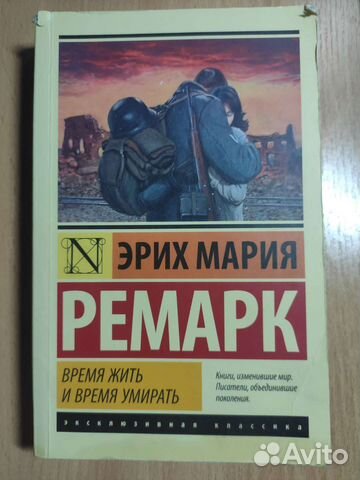 N
ЭРИХ МАРИЯ
РЕМАРК
ВРЕМЯ ЖИТЬ
И ВРЕМЯ УМИРАТЬ
Книги, изменившие мир.
Писатели, объединившие
поколения.
эксклюзивная классика
Avito